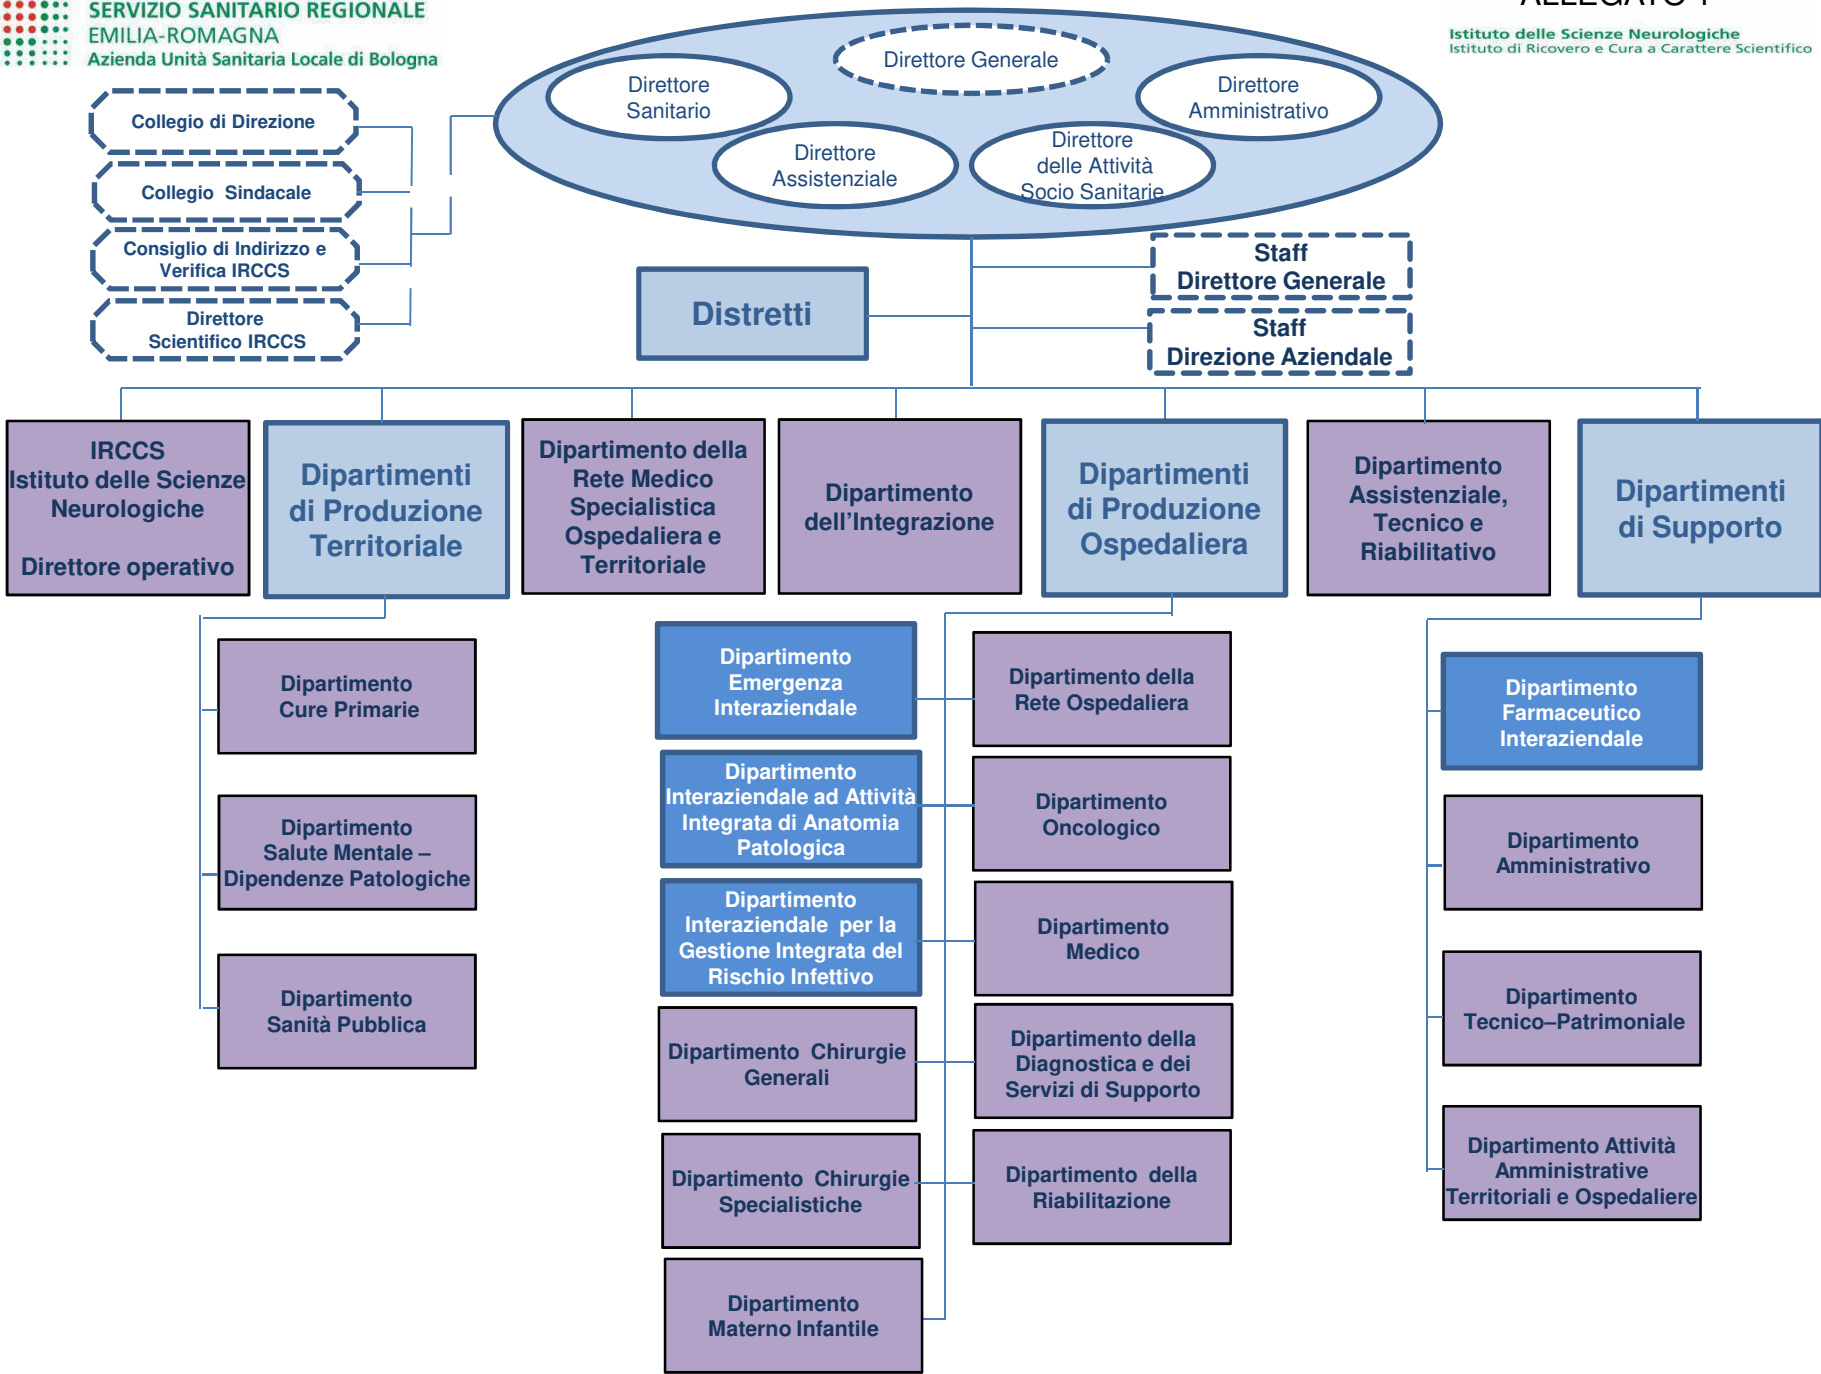 SERVIZIO SANITARIO REGIONALE
EMILIA-ROMAGNA
Azienda Unità Sanitaria Locale di Bologna
Istituto delle Scienze Neurologiche
Istituto di Ricovero e Cura a Carattere Scientifico
Direttore Generale
Direttore
Sanitario
Direttore
Amministrativo
Direttore
Assistenziale
Direttore
delle Attività
Socio Sanitarie
Collegio di Direzione
Collegio Sindacale
Consiglio di Indirizzo e
Verifica IRCCS
Direttore
Scientifico IRCCS
Staff
Direttore Generale
Distretti
Staff
Direzione Aziendale
IRCCS
Istituto delle Scienze
Neurologiche
Direttore operativo
Dipartimenti
di Produzione
Territoriale
Dipartimento della
Rete Medico
Specialistica
Ospedaliera e
Territoriale
Dipartimento
dell’Integrazione
Dipartimenti
di Produzione
Ospedaliera
Dipartimento
Assistenziale,
Tecnico e
Riabilitativo
Dipartimenti
di Supporto
Dipartimento
Cure Primarie
Dipartimento
Salute Mentale –
Dipendenze Patologiche
Dipartimento
Sanità Pubblica
Dipartimento
Emergenza
Interaziendale
Dipartimento
Interaziendale ad Attività
Integrata di Anatomia
Patologica
Dipartimento
Interaziendale per la
Gestione Integrata del
Rischio Infettivo
Dipartimento Chirurgie
Generali
Dipartimento Chirurgie
Specialistiche
Dipartimento
Materno Infantile
Dipartimento della
Rete Ospedaliera
Dipartimento
Oncologico
Dipartimento
Medico
Dipartimento della
Diagnostica e dei
Servizi di Supporto
Dipartimento della
Riabilitazione
Dipartimento
Farmaceutico
Interaziendale
Dipartimento
Amministrativo
Dipartimento
Tecnico–Patrimoniale
Dipartimento Attività
Amministrative
Territoriali e Ospedaliere